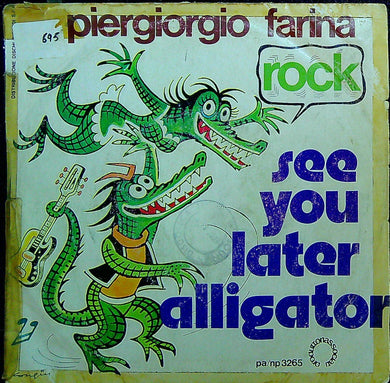 piergiorgio farina
695
rock
see
you
later
alligator
pa/np 3265